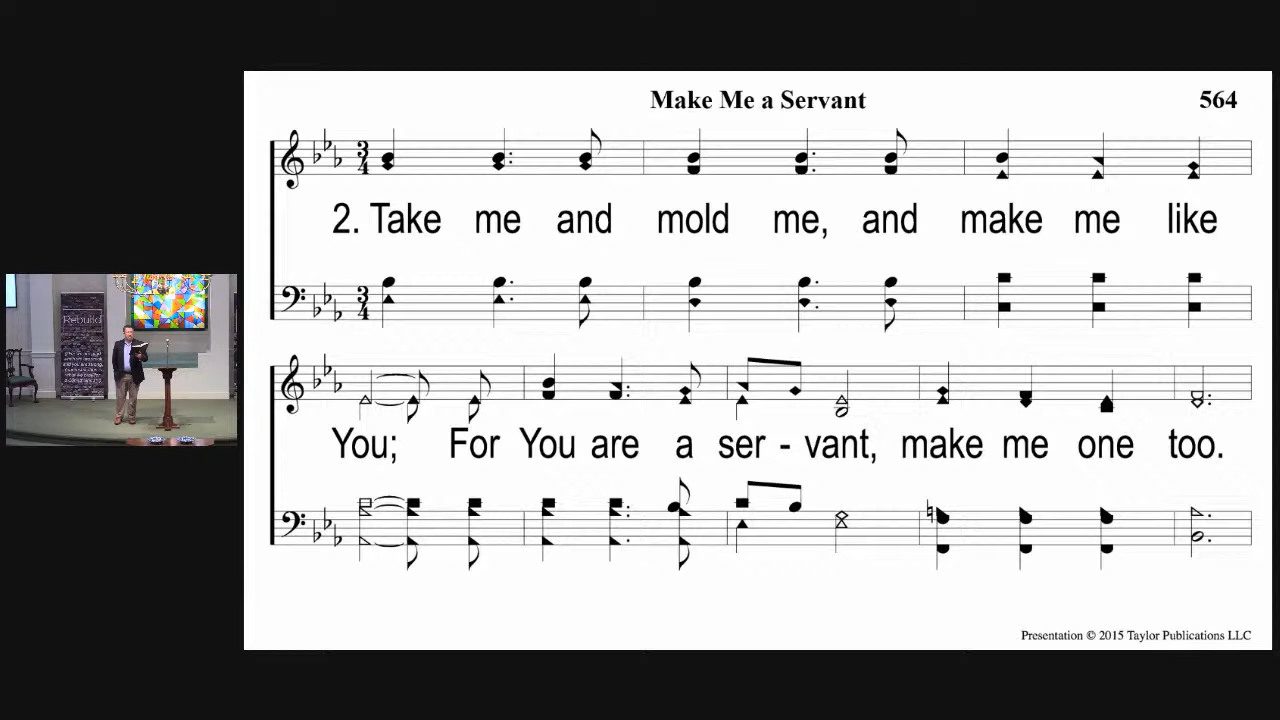 Make Me a Servant 564
2. Take me and mold me, and make me like
You; For You are a ser - vant, make me one too.
Presentation © 2015 Taylor Publications LLC
Rebuild